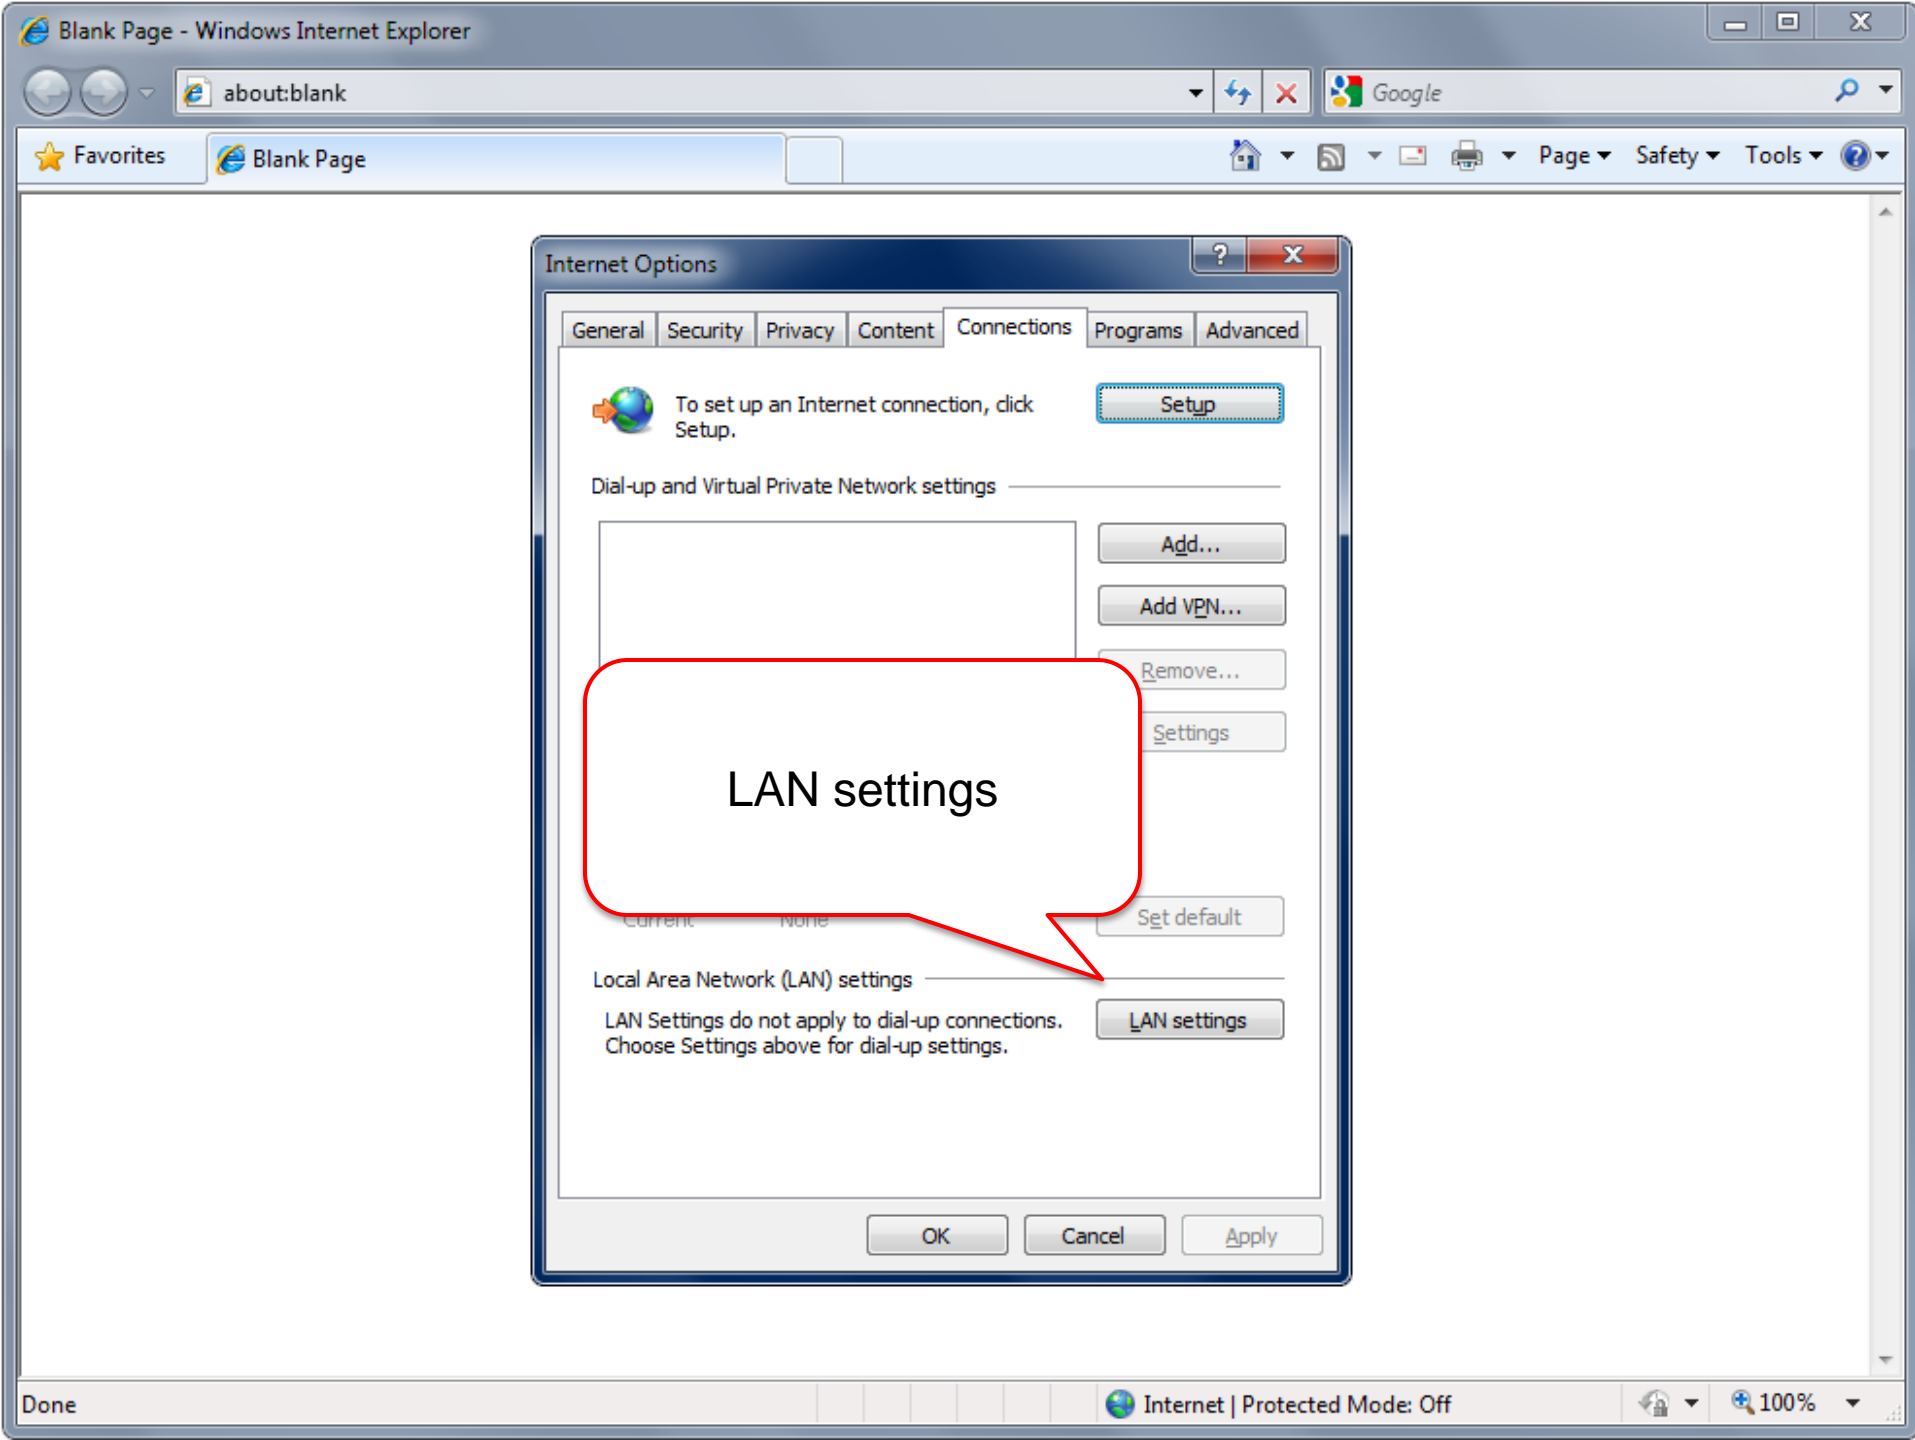 Blank Page - Windows Internet Explorer
about:blank
Google
Favorites
Blank Page
Page
Safety
Tools
Internet Options
General
Security
Privacy
Content
Connections
Programs
Advanced
To set up an Internet connection, click
Setup.
Setup
Dial-up and Virtual Private Network settings
Add...
Add VPN...
Remove...
Settings
LAN settings
Current
None
Set default
Local Area Network (LAN) settings
LAN Settings do not apply to dial-up connections.
Choose Settings above for dial-up settings.
LAN settings
OK
Cancel
Apply
Done
Internet | Protected Mode: Off
100%